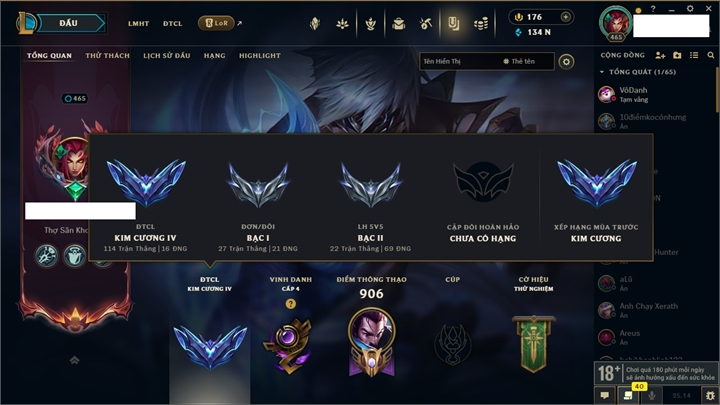 ĐẤU
LMHT
ĐTCL
LoR
176
134 N
465
TỔNG QUAN
THỬ THÁCH
LỊCH SỬ ĐẤU
HẠNG
HIGHLIGHT
Tên Hiển Thị
# Thẻ tên
CỘNG ĐỒNG
TỔNG QUÁT (1/65)
VôDanh
Tạm vắng
10điểmkocónhưng
Ẩn
465
Thợ Săn Kho
ĐTCL
KIM CƯƠNG IV
114 Trận Thắng | 16 ĐNG
ĐƠN/ĐÔI
BẠC I
27 Trận Thắng | 21 ĐNG
LH 5V5
BẠC II
22 Trận Thắng | 69 ĐNG
CẶP ĐÔI HOÀN HẢO
CHƯA CÓ HẠNG
XẾP HẠNG MÙA TRƯỚC
KIM CƯƠNG
ĐTCL
KIM CƯƠNG IV
VINH DANH
CẤP 4
?
ĐIỂM THÔNG THẠO
906
CÚP
CỜ HIỆU
THỬ NGHIỆM
Hunter
Ẩn
aLũ
Ẩn
Anh Chạy Xerath
Ẩn
Areus
Ẩn
18+
Chơi quá 180 phút mỗi ngày
sẽ ảnh hưởng xấu đến sức khỏe
40
25.14